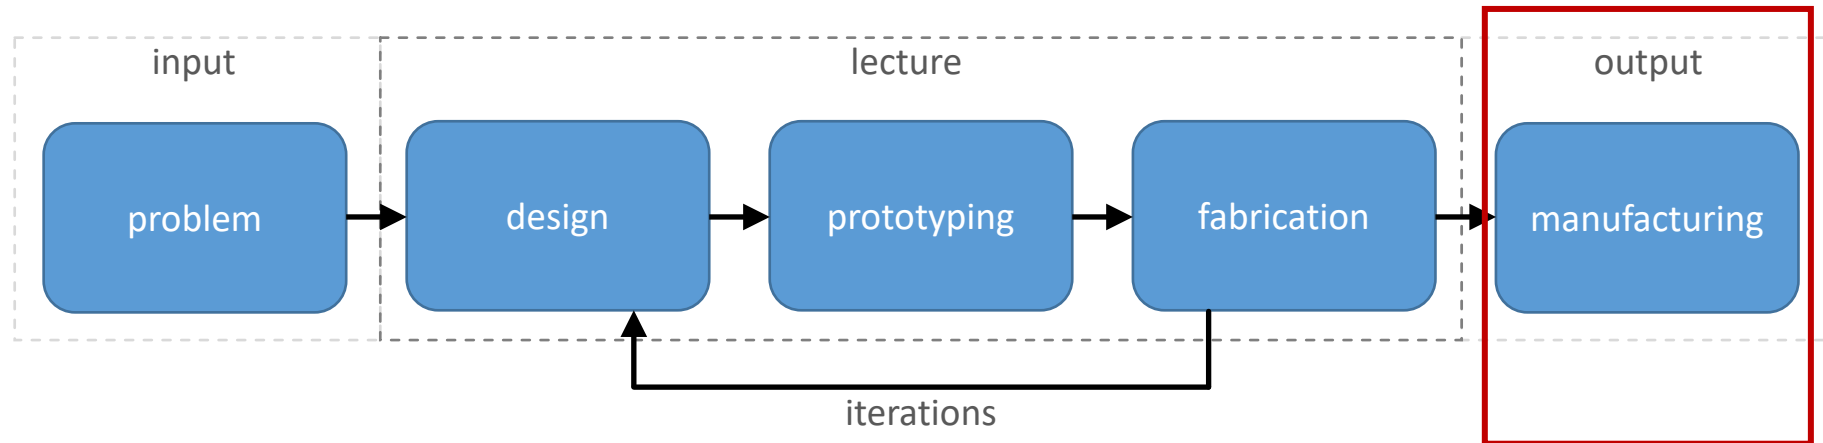 input
lecture
output
problem
design
prototyping
fabrication
manufacturing
iterations